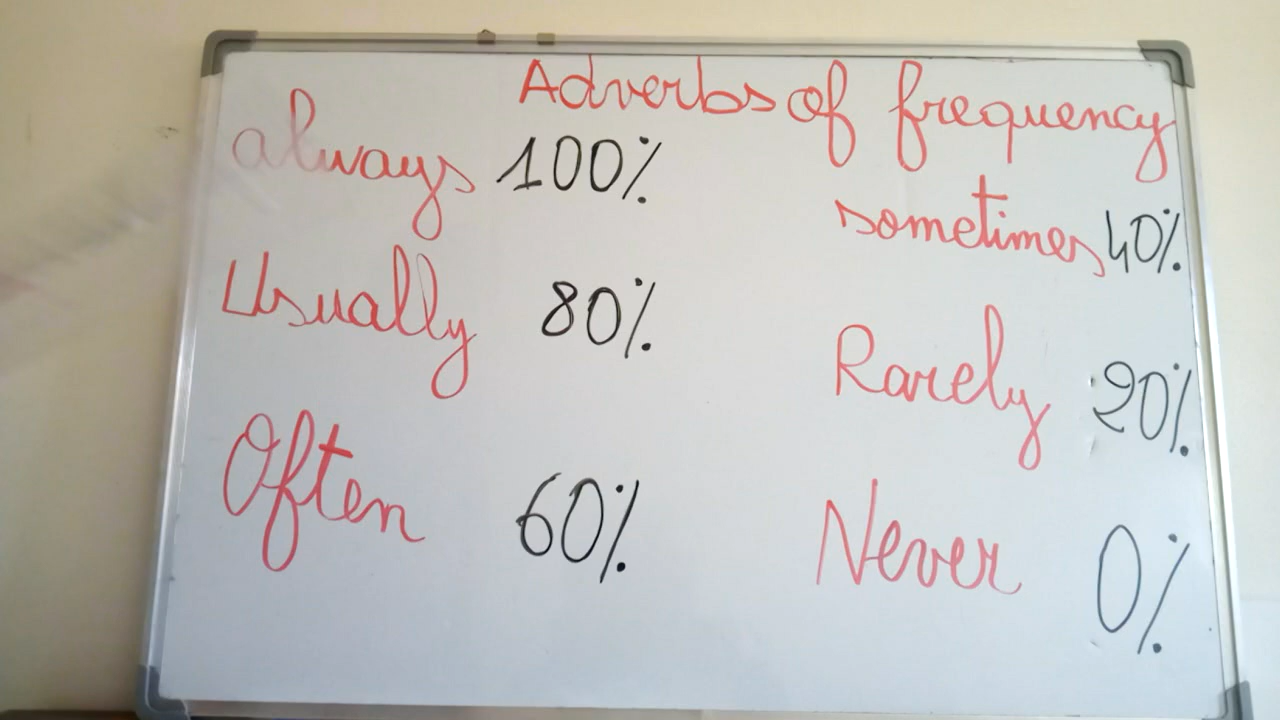 Adverbs of frequency
always 100%
Usually 80%
Often 60%
sometimes 40%
Rarely 20%
Never 0%